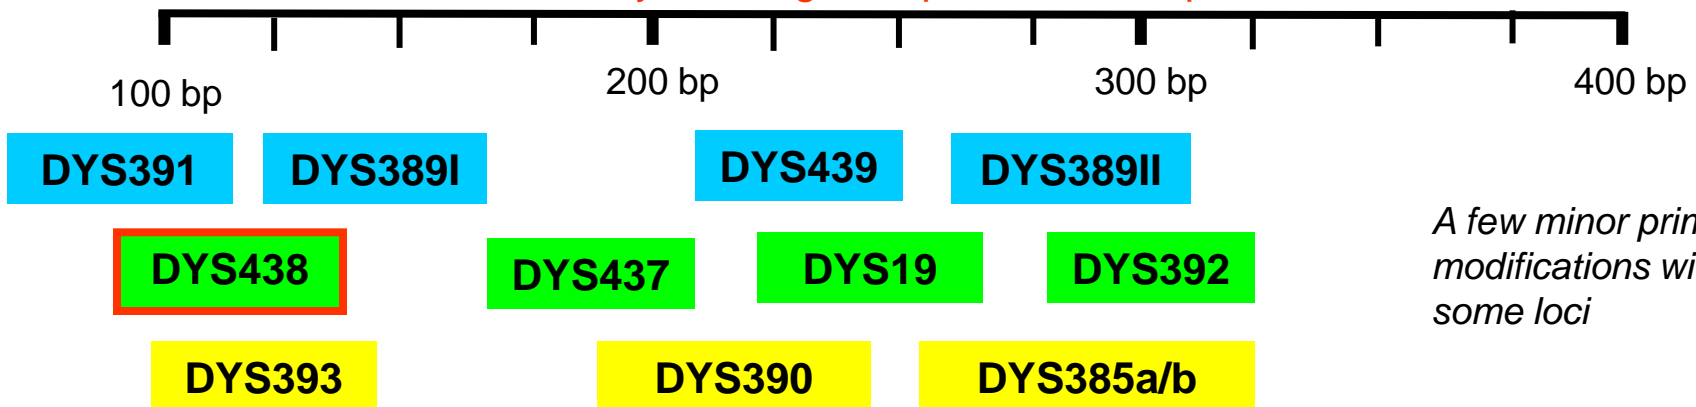 100 bp 200 bp 300 bp 400 bp
DYS391 DYS389I DYS439 DYS389II
DYS438 DYS437 DYS19 DYS392
DYS393 DYS390 DYS385a/b
A few minor
modifications
some loci